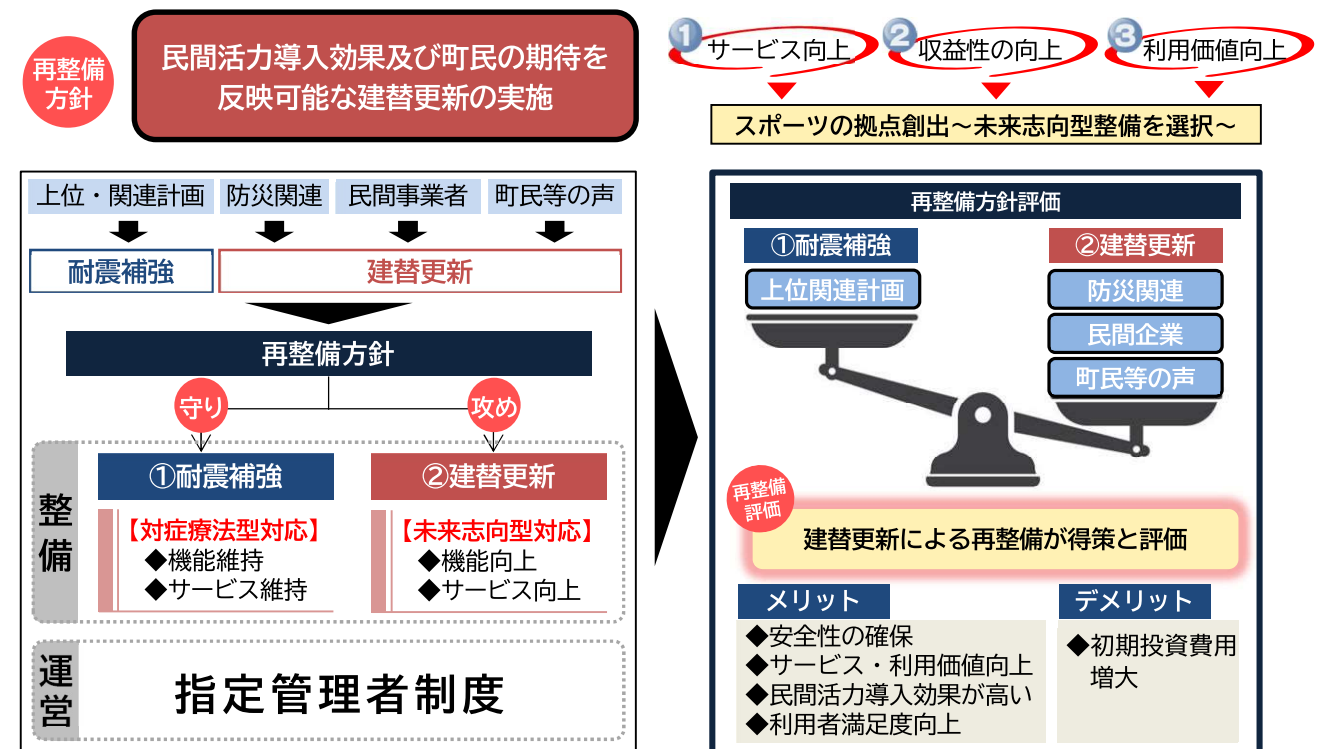 再整備
方針
民間活力導入効果及び町民の期待を
反映可能な建替更新の実施
1 サービス向上
2 収益性の向上
3 利用価値向上
スポーツの拠点創出～未来志向型整備を選択～
上位・関連計画
防災関連
民間事業者
町民等の声
耐震補強
建替更新
再整備方針
守り
攻め
整備
①耐震補強
【対症療法型対応】
◆機能維持
◆サービス維持
②建替更新
【未来志向型対応】
◆機能向上
◆サービス向上
運営
指定管理者制度
再整備方針評価
①耐震補強
上位関連計画
②建替更新
防災関連
民間企業
町民等の声
再整備
評価
建替更新による再整備が得策と評価
メリット
◆安全性の確保
◆サービス・利用価値向上
◆民間活力導入効果が高い
◆利用者満足度向上
デメリット
◆初期投資費用
増大